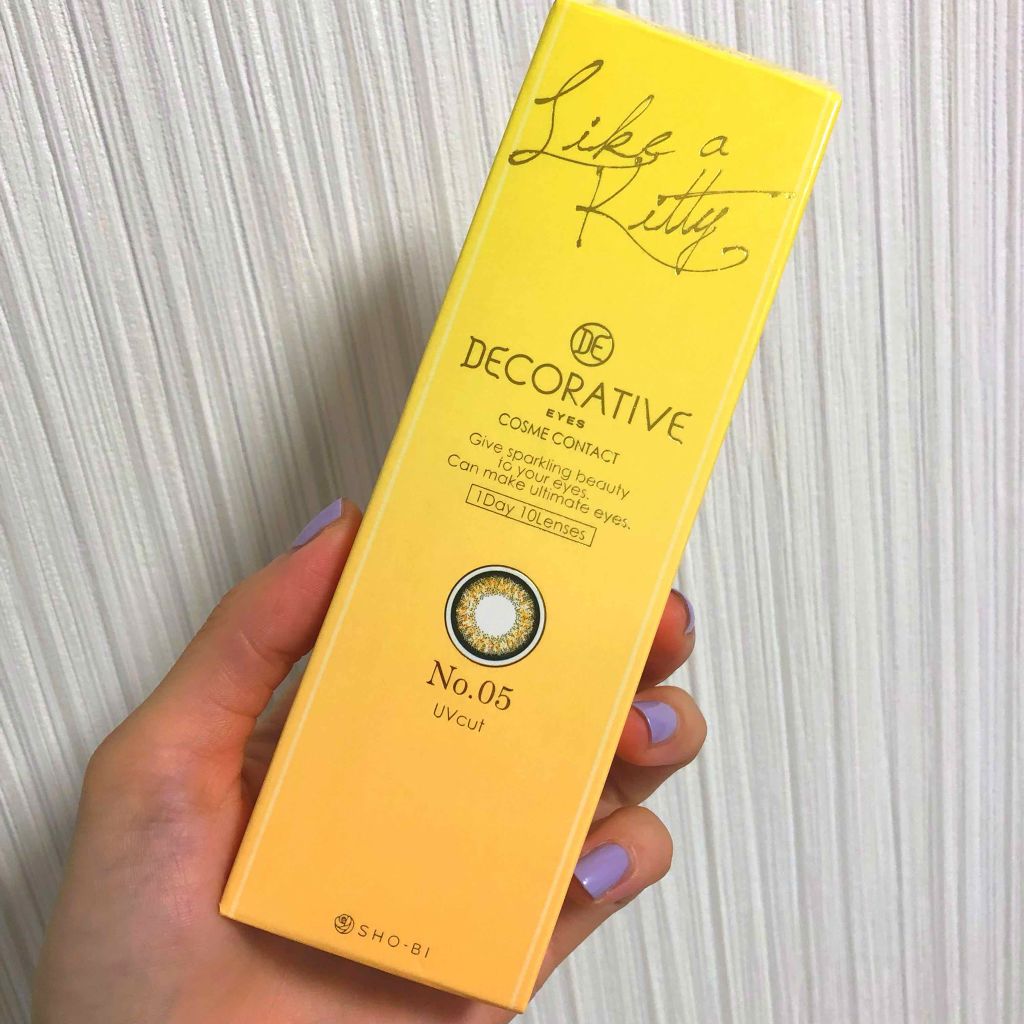 Like a
Kitty
DE
DECORATIVE
EYES
COSME CONTACT
Give sparkling beauty
to your eyes.
Can make ultimate eyes.
1Day 10Lenses
No.05
UVcut
SHO-BI